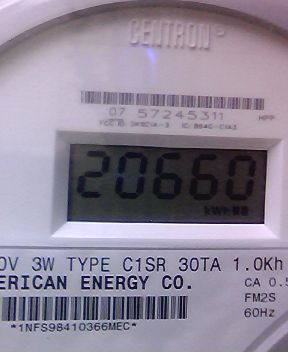 CENTRON®
07 57245311 HPP
20660
kWh
0V 3W TYPE C1SR 30TA 1.0Kh
ERICAN ENERGY CO. CA 0.5
FM2S
*1NFS98410366MEC* 60Hz